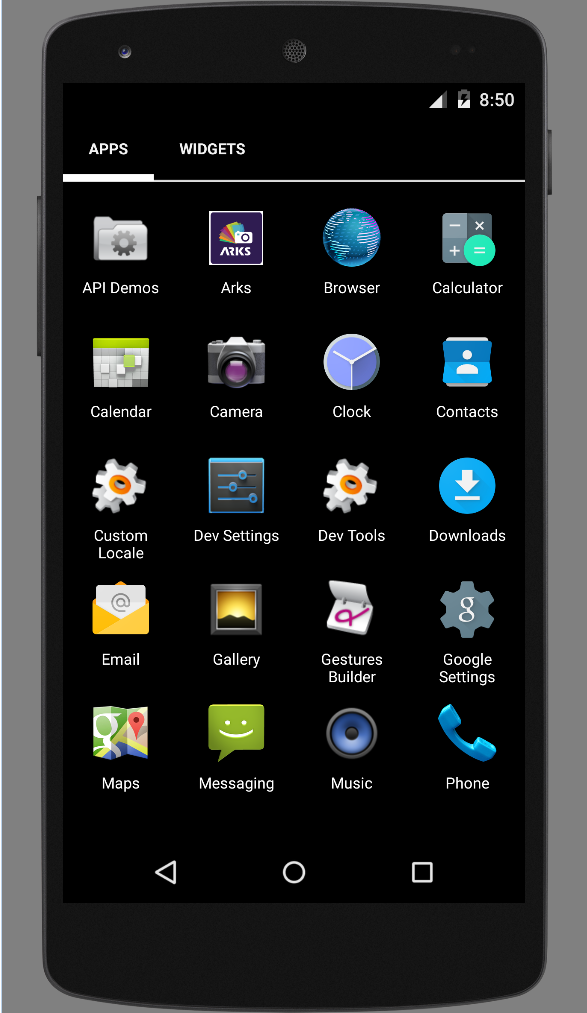 8:50
APPS WIDGETS
ARKS
API Demos Arks Browser Calculator
Calendar Camera Clock Contacts
Custom Dev Settings Dev Tools Downloads
Locale
@
Email Gallery Gestures Google
Builder Settings
g
g
Maps Messaging Music Phone